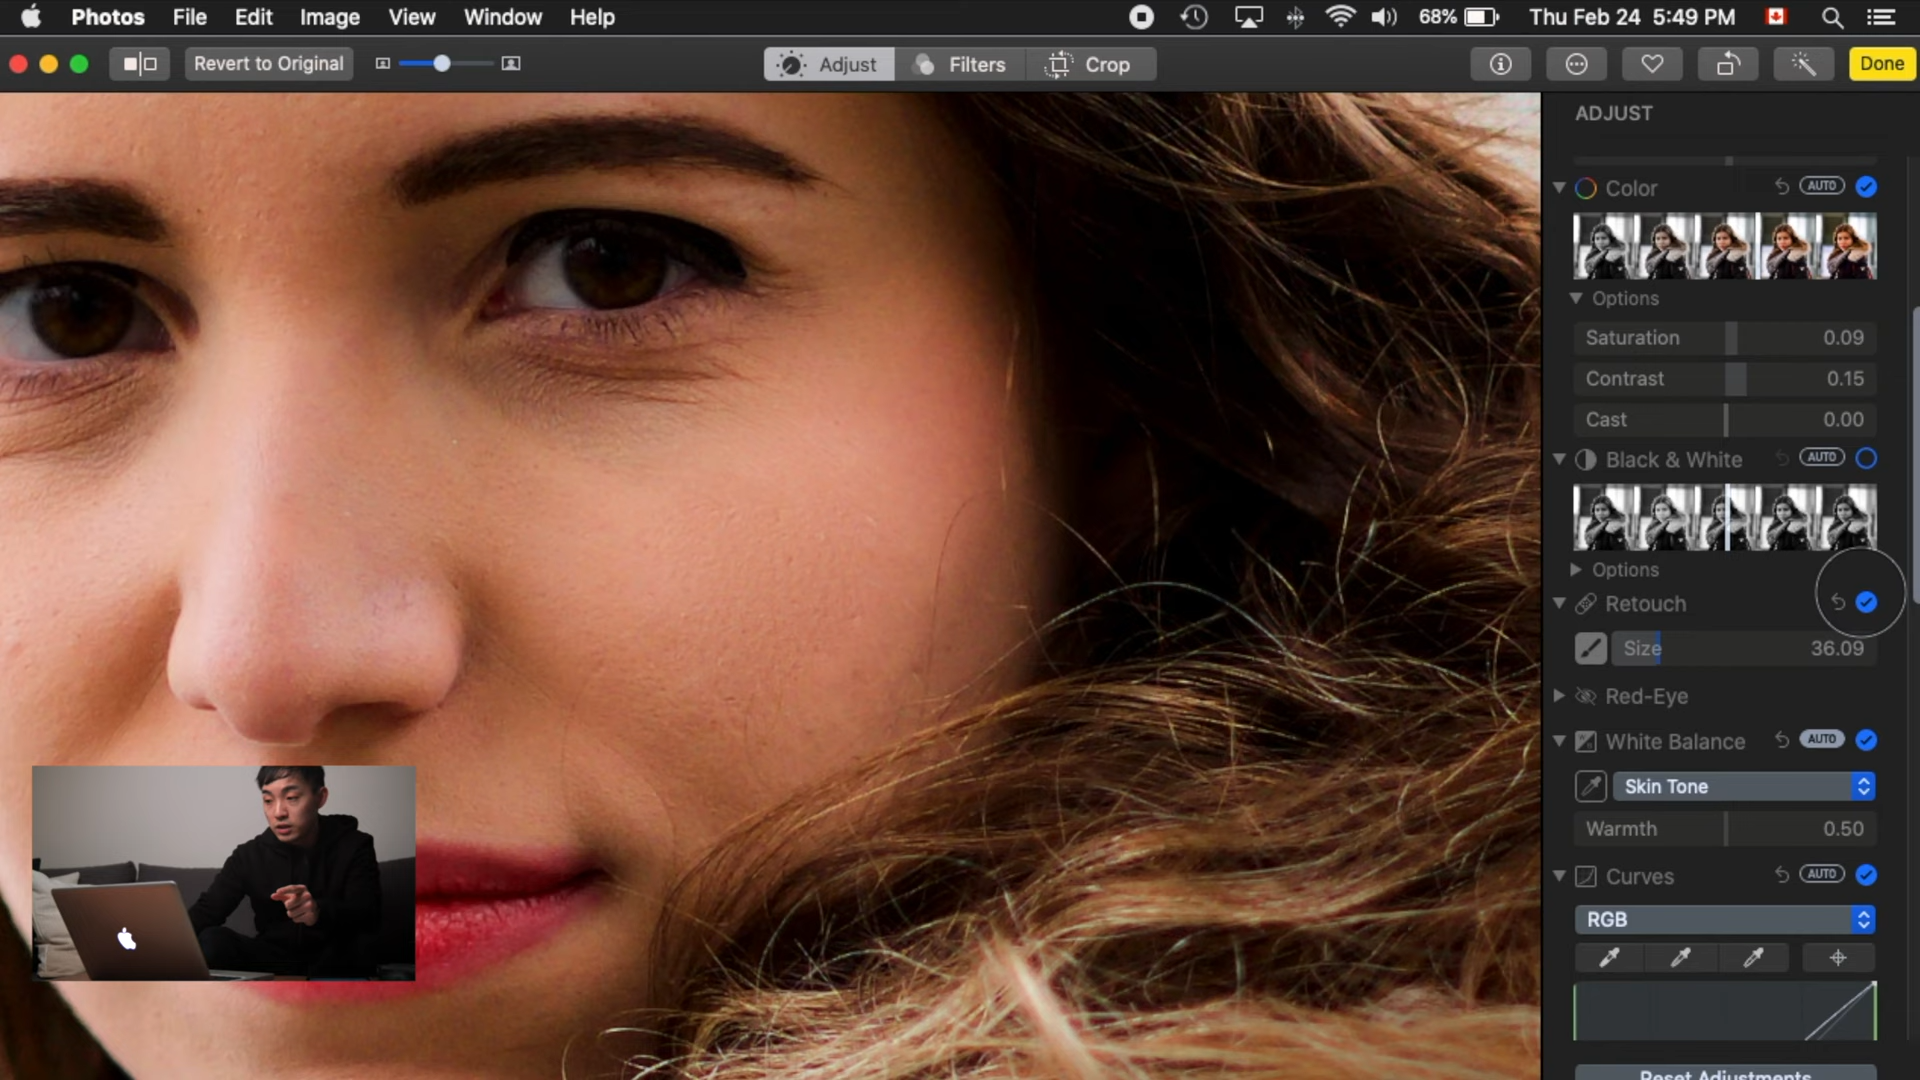 Photos File Edit Image View Window Help 68% Thu Feb 24 5:49 PM
Revert to Original Adjust Filters Crop Done
ADJUST
Color AUTO
Options
Saturation 0.09
Contrast 0.15
Cast 0.00
Black & White AUTO
Options
Retouch
Size 36.09
Red-Eye
White Balance AUTO
Skin Tone
Warmth 0.50
Curves AUTO
RGB
Reset Adjustments